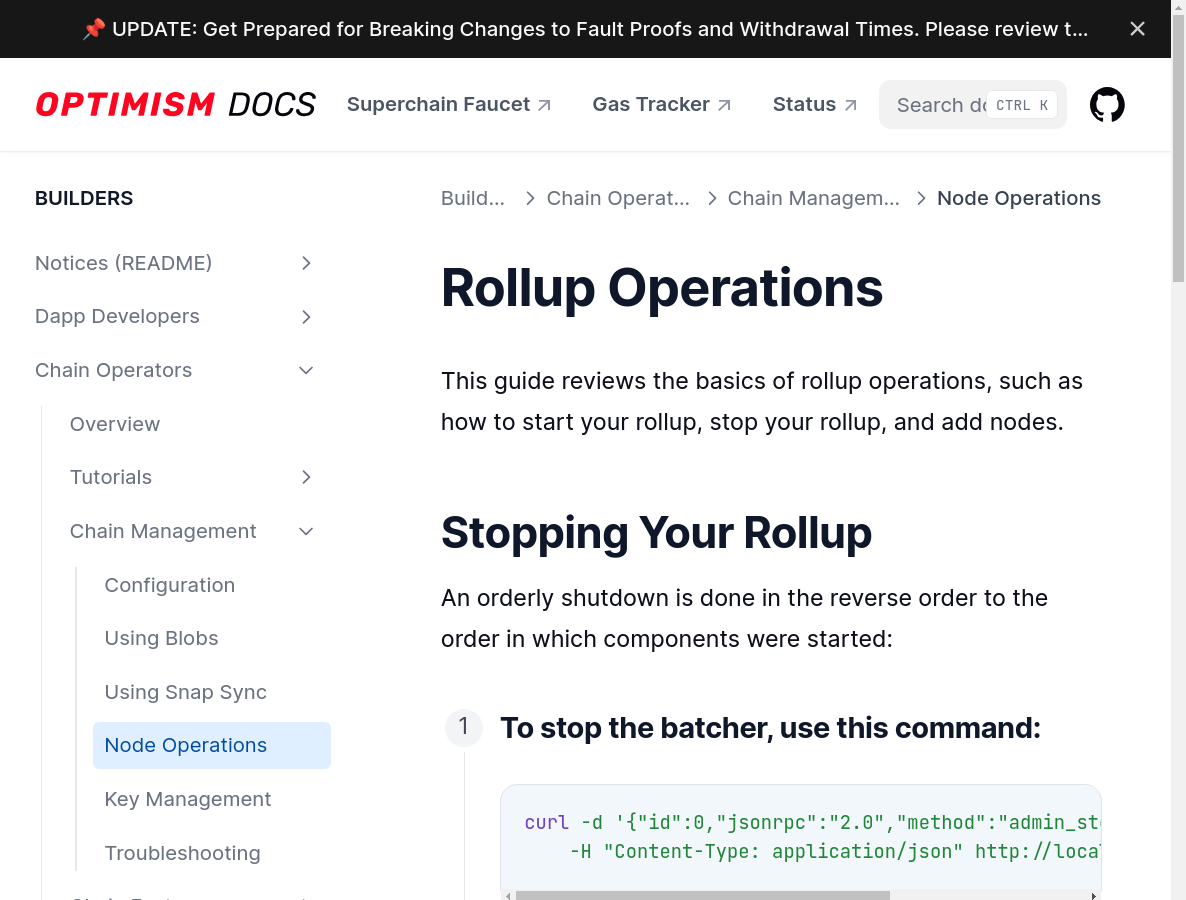 📌 UPDATE: Get Prepared for Breaking Changes to Fault Proofs and Withdrawal Times. Please review t...
OPTIMISM DOCS
Superchain Faucet
Gas Tracker
Status
Search do
CTRL K
BUILDERS
Notices (README)
Dapp Developers
Chain Operators
Overview
Tutorials
Chain Management
Configuration
Using Blobs
Using Snap Sync
Node Operations
Key Management
Troubleshooting
Build... > Chain Operat... > Chain Managem... > Node Operations
Rollup Operations
This guide reviews the basics of rollup operations, such as
how to start your rollup, stop your rollup, and add nodes.
Stopping Your Rollup
An orderly shutdown is done in the reverse order to the
order in which components were started:
1 To stop the batcher, use this command:
curl -d '{"id":0,"jsonrpc":"2.0","method":"admin_sto
-H "Content-Type: application/json" http://local